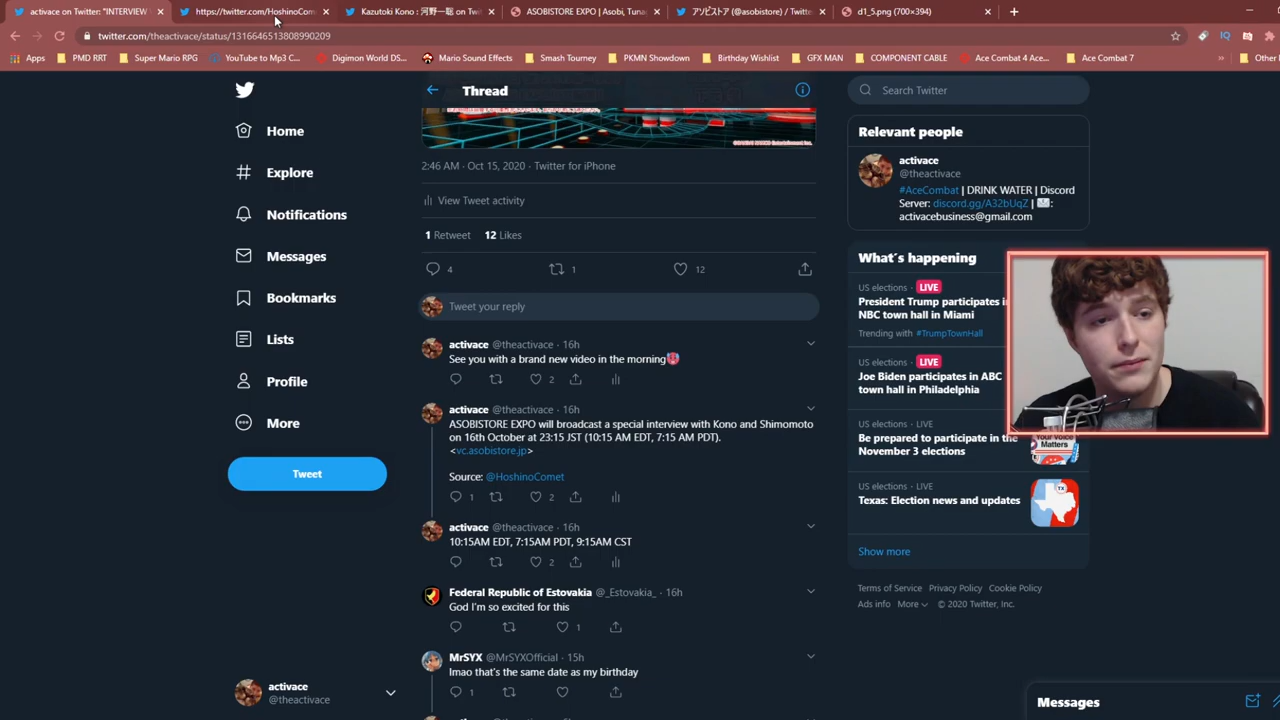 activace on Twitter: "INTERVIEW
https://twitter.com/HoshinoCom
Kazutoki Kono : 河野一聡 on Twit
ASOBISTORE EXPO | Asobi, Tuna
アソビストア (@asobistore) / Twitte
d1_5.png (700×394)
twitter.com/theactivace/status/1316646513808990209
Apps
PMD RRT
Super Mario RPG
YouTube to Mp3 C...
Digimon World DS...
Mario Sound Effects
Smash Tourney
PKMN Showdown
Birthday Wishlist
GFX MAN
COMPONENT CABLE
Ace Combat 4 Ace...
Ace Combat 7
Other
Home
Explore
Notifications
Messages
Bookmarks
Lists
Profile
More
Tweet
activace
@theactivace
Thread
2:46 AM · Oct 15, 2020 · Twitter for iPhone
View Tweet activity
1 Retweet 12 Likes
4 1 12
Tweet your reply
activace @theactivace · 16h
See you with a brand new video in the morning
2
activace @theactivace · 16h
ASOBISTORE EXPO will broadcast a special interview with Kono and Shimomoto
on 16th October at 23:15 JST (10:15 AM EDT, 7:15 AM PDT).
<vc.asobistore.jp>
Source: @HoshinoComet
1 2
activace @theactivace · 16h
10:15AM EDT, 7:15AM PDT, 9:15AM CST
2
Federal Republic of Estovakia @_Estovakia_ · 16h
God I'm so excited for this
1
MrSYX @MrSYXOfficial · 15h
lmao that's the same date as my birthday
1
Search Twitter
Relevant people
activace
@theactivace
#AceCombat | DRINK WATER | Discord
Server: discord.gg/A32bUqZ | :
activacebusiness@gmail.com
What's happening
US elections · LIVE
President Trump participates i
NBC town hall in Miami
Trending with #TrumpTownHall
US elections · LIVE
Joe Biden participates in ABC
town hall in Philadelphia
US elections
Be prepared to participate in the
November 3 elections
Your Voice
Matters
US elections
Texas: Election news and updates
Show more
Terms of Service Privacy Policy Cookie Policy
Ads info More © 2020 Twitter, Inc.
Messages